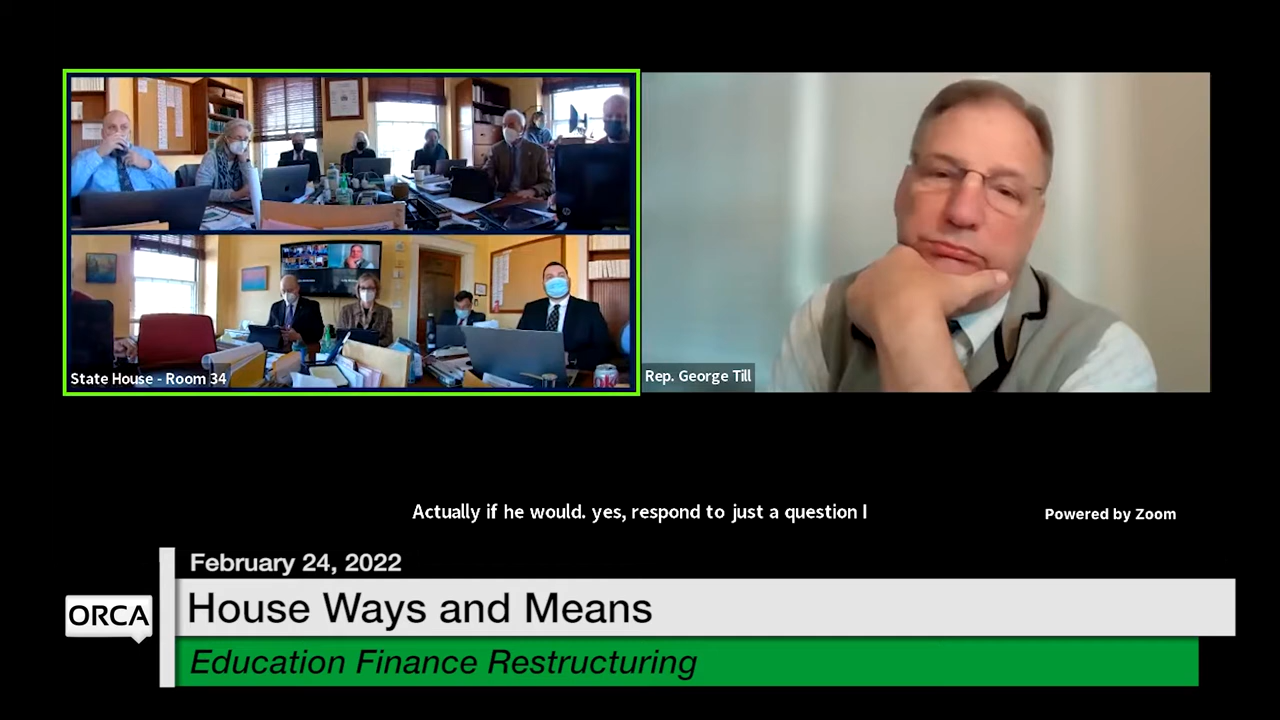 State House - Room 34
Rep. George Till
Actually if he would. yes, respond to just a question I
Powered by Zoom
February 24, 2022
ORCA
House Ways and Means
Education Finance Restructuring